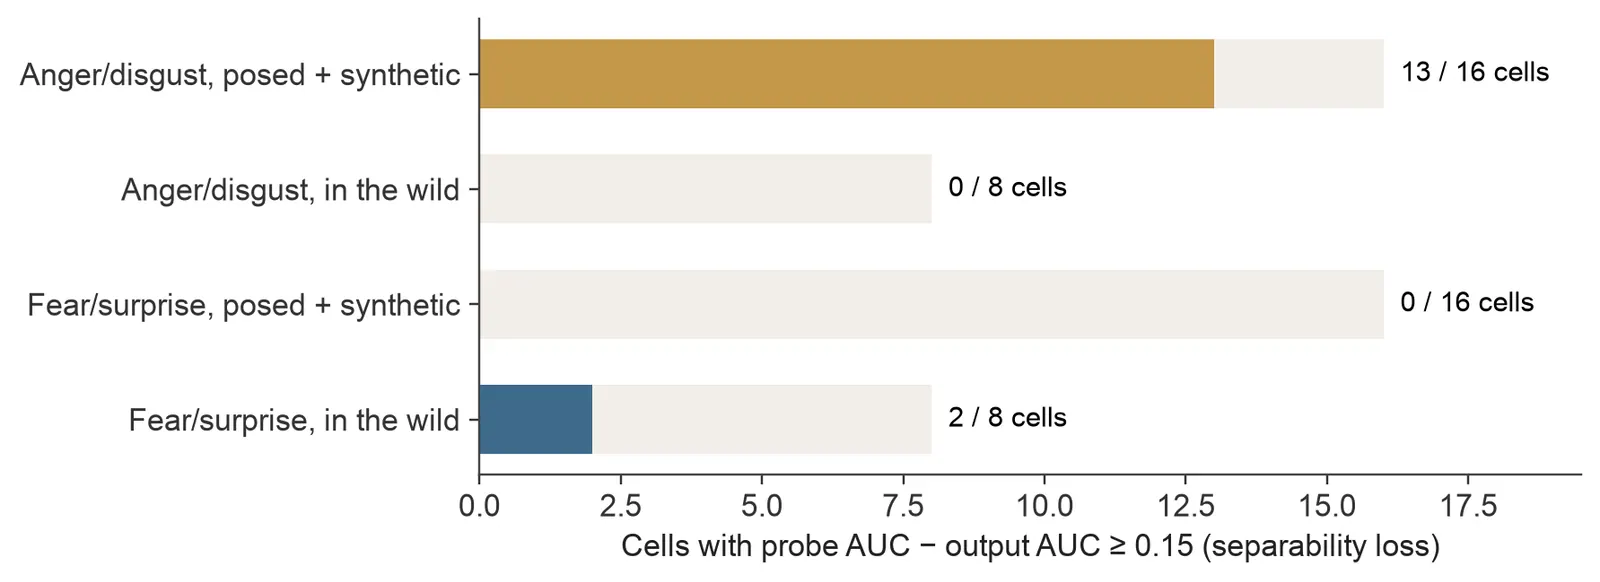 Anger/disgust, posed + synthetic
13 / 16 cells
Anger/disgust, in the wild
0 / 8 cells
Fear/surprise, posed + synthetic
0 / 16 cells
Fear/surprise, in the wild
2 / 8 cells
0.0 2.5 5.0 7.5 10.0 12.5 15.0 17.5
Cells with probe AUC − output AUC ≥ 0.15 (separability loss)